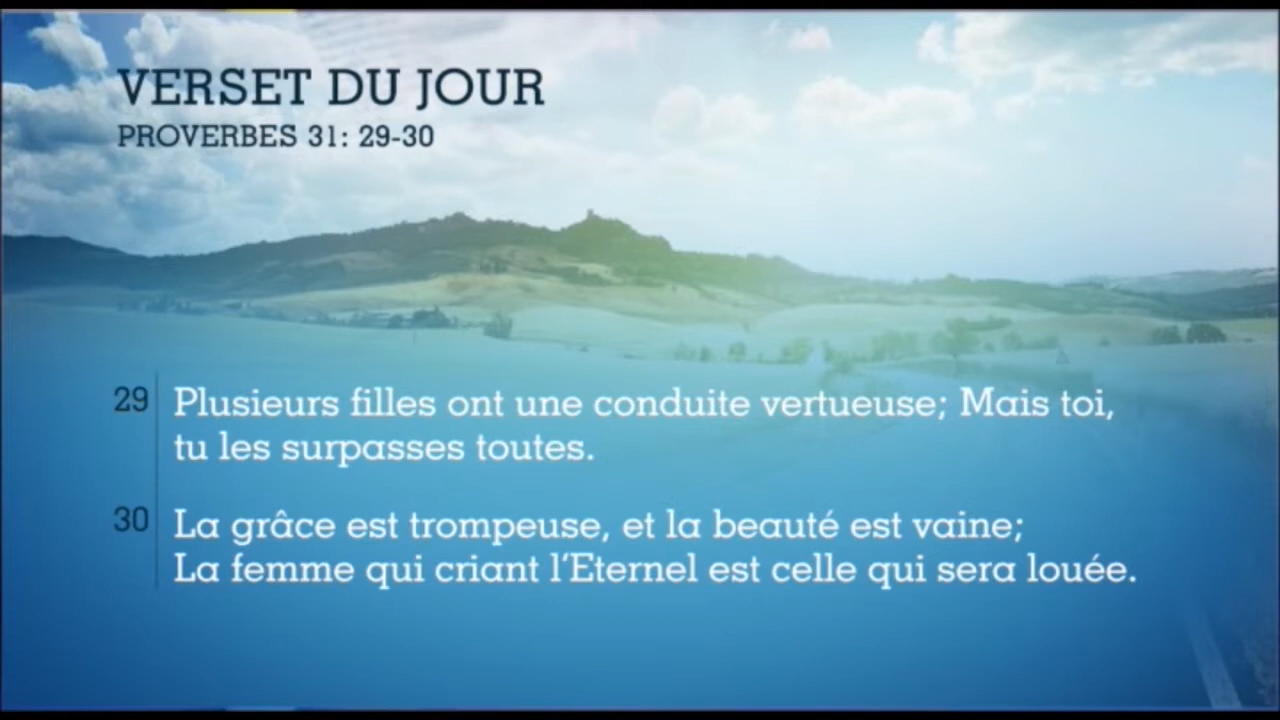 VERSET DU JOUR
PROVERBES 31: 29-30
29 Plusieurs filles ont une conduite vertueuse; Mais toi,
tu les surpasses toutes.
30 La grâce est trompeuse, et la beauté est vaine;
La femme qui criant l'Eternel est celle qui sera louée.